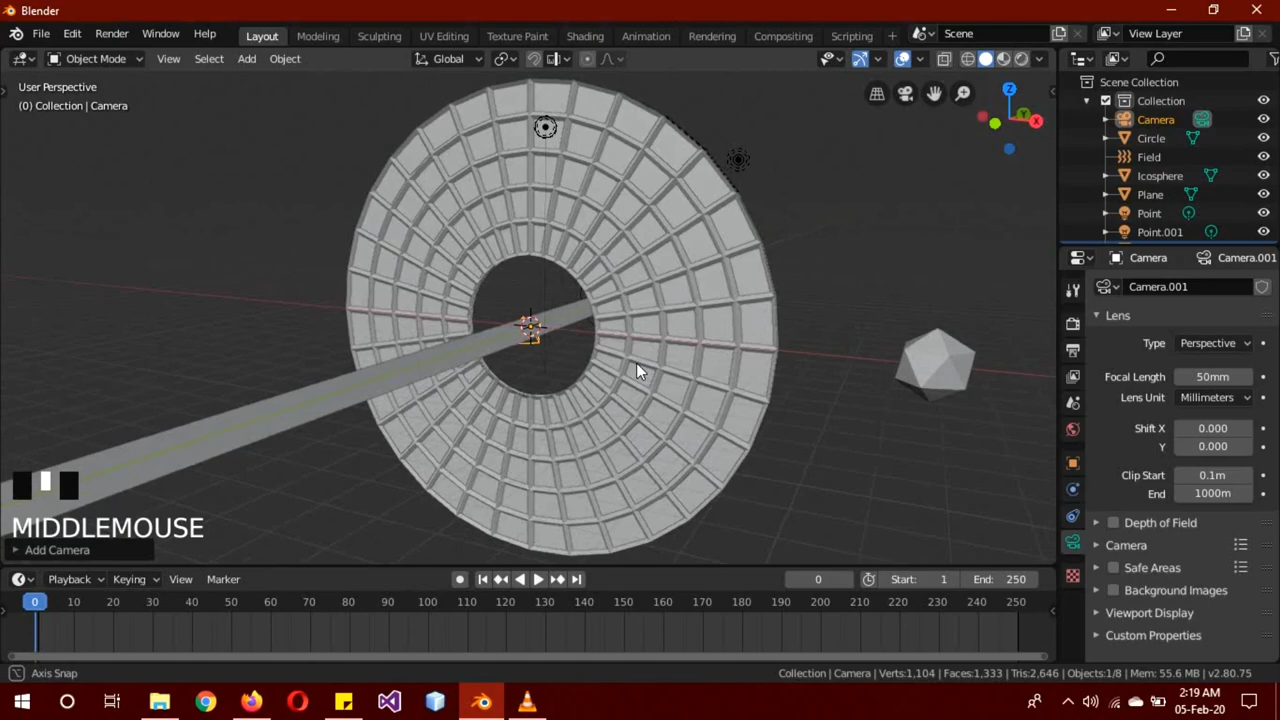 Blender
File Edit Render Window Help Layout Modeling Sculpting UV Editing Texture Paint Shading Animation Rendering Compositing Scripting + Scene View Layer
Object Mode View Select Add Object Global
User Perspective
(0) Collection | Camera
Z
Y
X
Scene Collection
Collection
Camera
Circle
Field
Icosphere
Plane
Point
Point.001
Camera Camera.001
Camera.001
Lens
Type Perspective
Focal Length 50mm
Lens Unit Millimeters
Shift X 0.000
Y 0.000
Clip Start 0.1m
End 1000m
Depth of Field
Camera
Safe Areas
Background Images
Viewport Display
Custom Properties
MIDDLEMOUSE
Add Camera
Playback Keying View Marker 0 Start: 1 End: 250
0 10 20 30 40 50 60 70 80 90 100 110 120 130 140 150 160 170 180 190 200 210 220 230 240 250
Axis Snap Collection | Camera | Verts:1,104 | Faces:1,333 | Tris:2,646 | Objects:1/8 | Mem: 55.6 MB | v2.80.75
2:19 AM
05-Feb-20